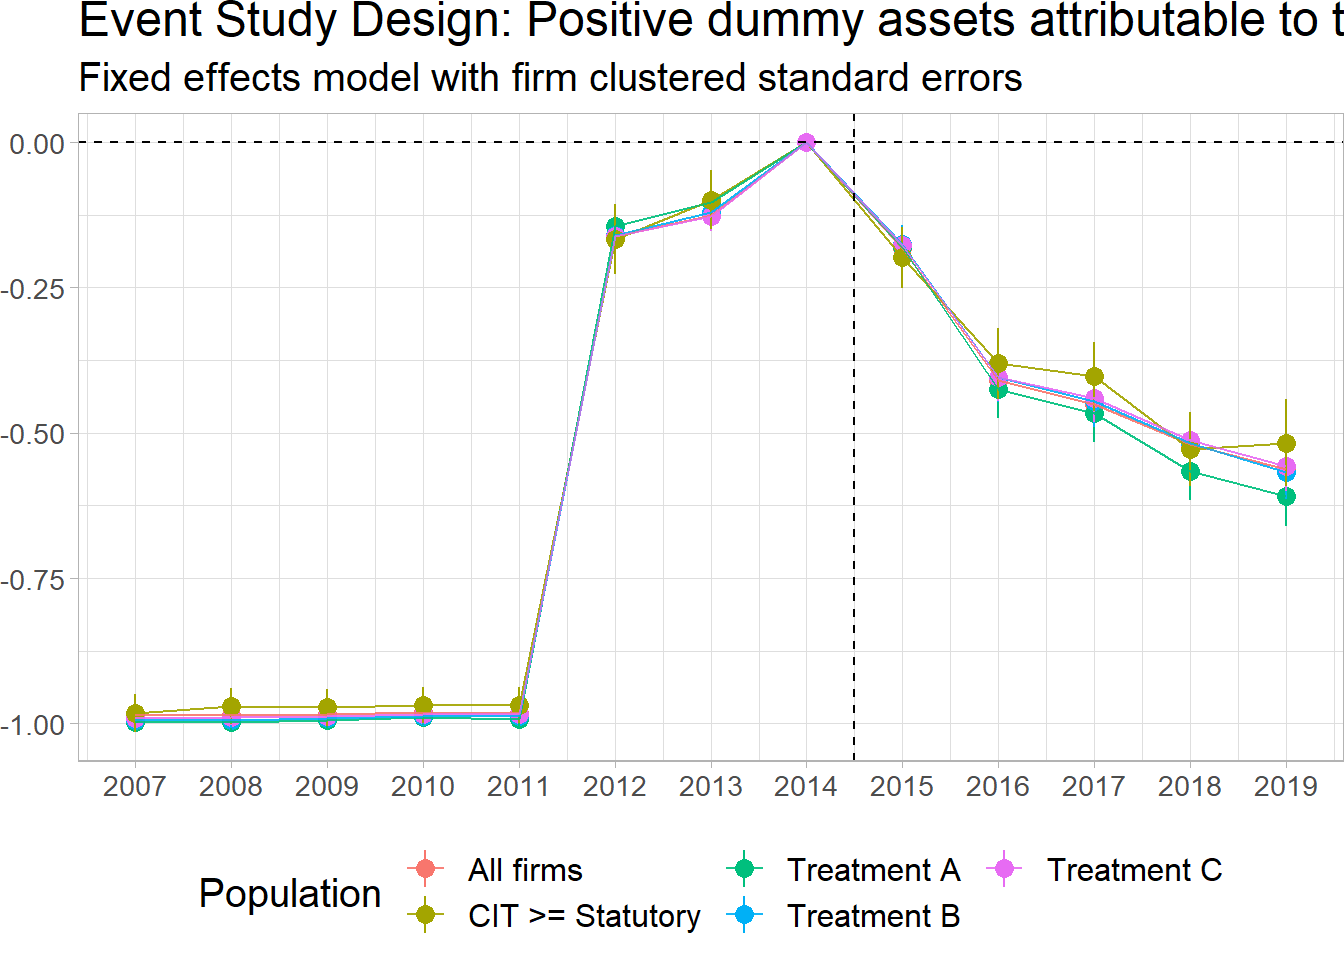 Event Study Design: Positive dummy assets attributable to
Fixed effects model with firm clustered standard errors
0.00
-0.25
-0.50
-0.75
-1.00
2007 2008 2009 2010 2011 2012 2013 2014 2015 2016 2017 2018 2019
Population
All firms
Treatment A
Treatment C
CIT >= Statutory
Treatment B